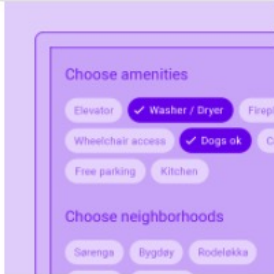 Choose amenities
Elevator ✓ Washer / Dryer
Wheelchair access ✓ Dogs ok
Free parking Kitchen
Choose neighborhoods
Sørenga Bygdøy Rodeløkka